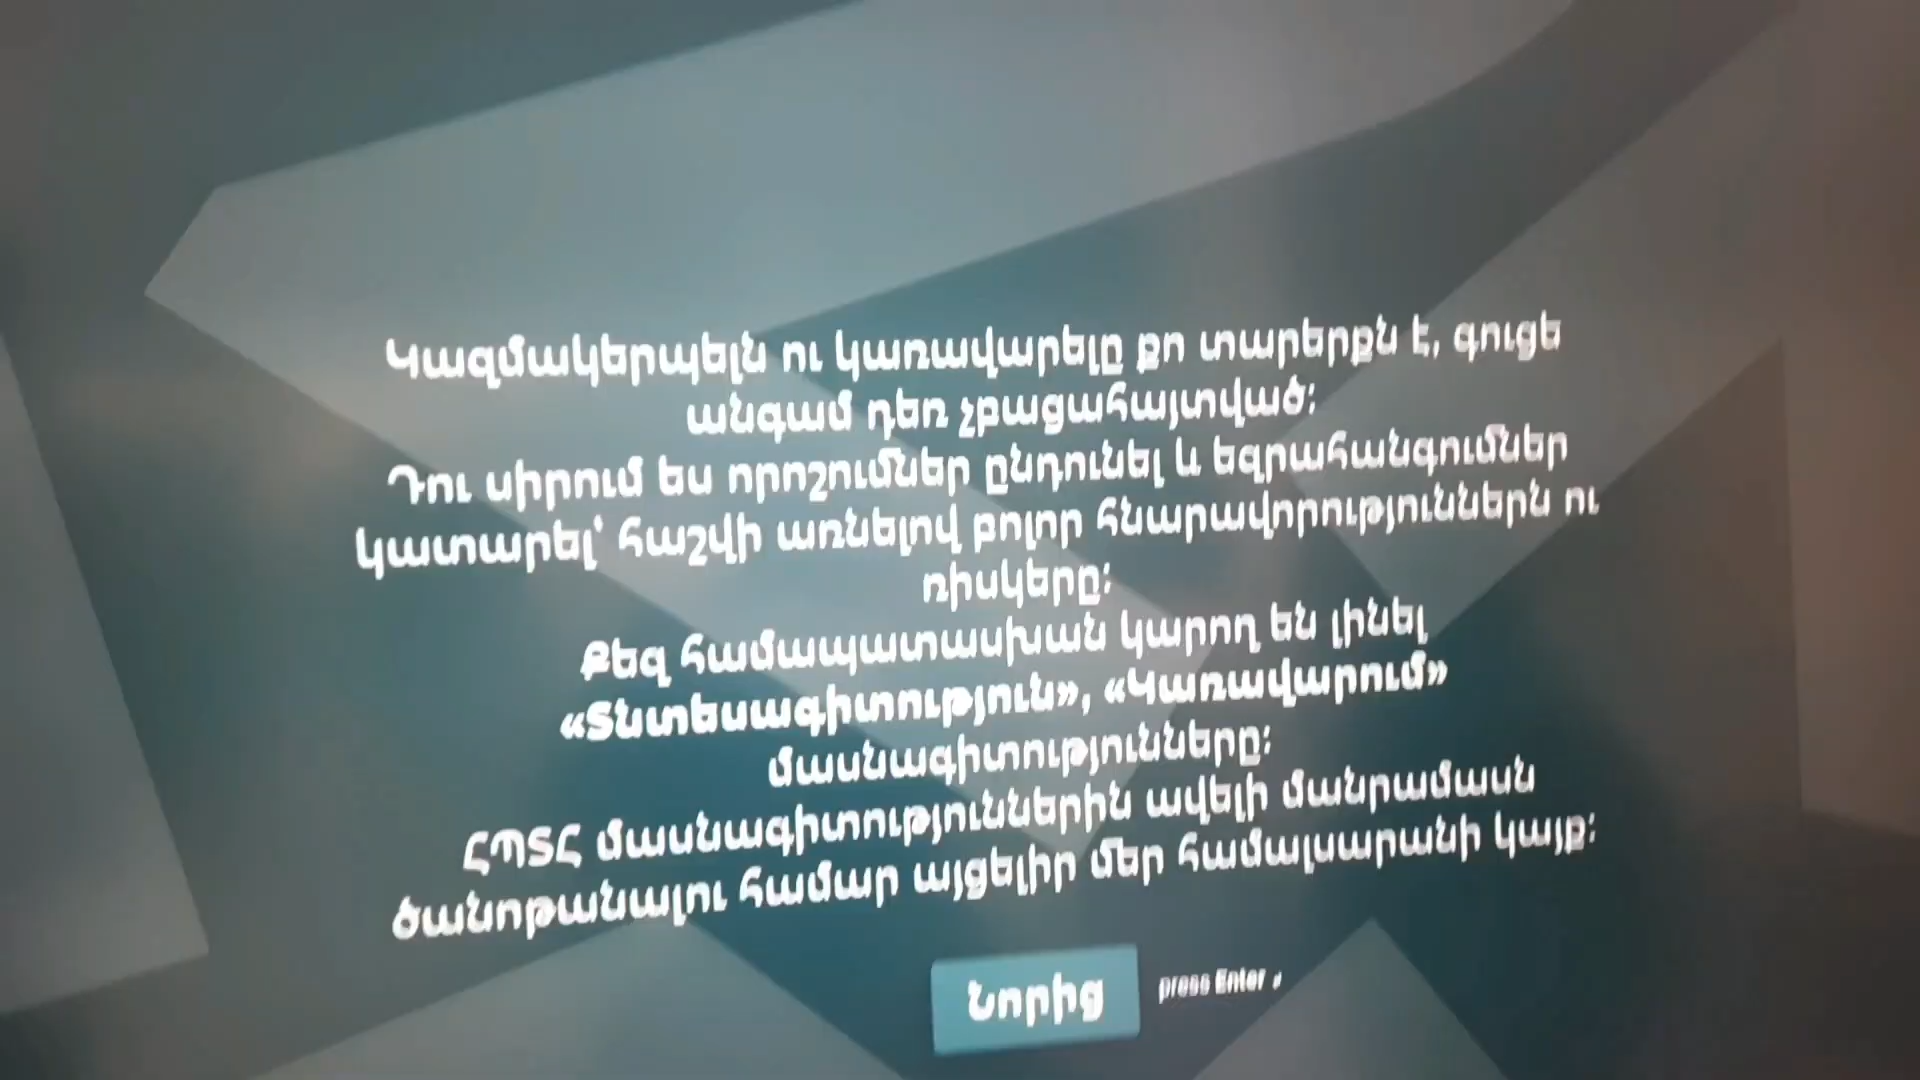 Կազմակերպելն ու կառավարելը քո տարերքն է, գուցե
անգամ դեռ չբացահայտված:
Դու սիրում ես որոշումներ ընդունել և եզրահանգումներ
կատարել՝ հաշվի առնելով բոլոր հնարավորություններն ու
ռիսկերը:
Քեզ համապատասխան կարող են լինել
«Տնտեսագիտություն», «Կառավարում»
մասնագիտությունները:
ՀՊՏՀ մասնագիտություններին ավելի մանրամասն
ծանոթանալու համար այցելիր մեր համալսարանի կայք:
Նորից
press Enter